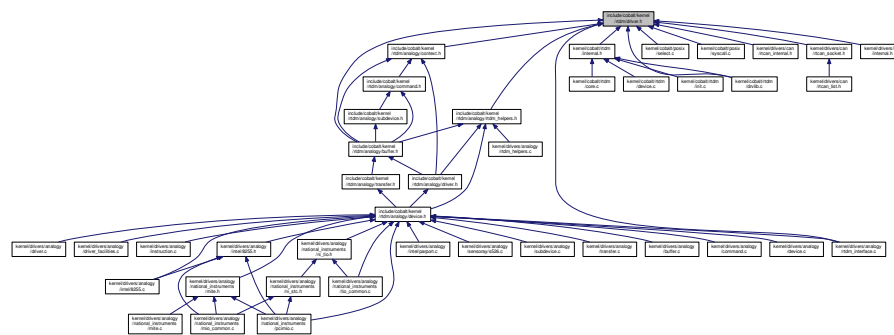 include/cobalt/kernel
/rtdm/driver.h
include/cobalt/kernel
/rtdm/analogy/context.h
kernel/cobalt/rtdm
/internal.h
kernel/cobalt/posix
/select.c
kernel/cobalt/posix
/syscall.c
kernel/drivers/can
/rtcan_internal.h
kernel/drivers/can
/rtcan_socket.h
kernel/drivers/i
/internal.h
include/cobalt/kernel
/rtdm/analogy/command.h
kernel/cobalt/rtdm
/core.c
kernel/cobalt/rtdm
/device.c
kernel/cobalt/rtdm
/init.c
kernel/cobalt/rtdm
/drvlib.c
kernel/drivers/can
/rtcan_list.h
include/cobalt/kernel
/rtdm/analogy/subdevice.h
include/cobalt/kernel
/rtdm/analogy/rtdm_helpers.h
include/cobalt/kernel
/rtdm/analogy/buffer.h
kernel/drivers/analogy
/rtdm_helpers.c
include/cobalt/kernel
/rtdm/analogy/transfer.h
include/cobalt/kernel
/rtdm/analogy/driver.h
include/cobalt/kernel
/rtdm/analogy/device.h
kernel/drivers/analogy
/driver.c
kernel/drivers/analogy
/driver_facilities.c
kernel/drivers/analogy
/instruction.c
kernel/drivers/analogy
/intel/8255.h
kernel/drivers/analogy
/national_instruments
/ni_tio.h
kernel/drivers/analogy
/intel/parport.c
kernel/drivers/analogy
/sensoray/s526.c
kernel/drivers/analogy
/subdevice.c
kernel/drivers/analogy
/transfer.c
kernel/drivers/analogy
/buffer.c
kernel/drivers/analogy
/command.c
kernel/drivers/analogy
/device.c
kernel/drivers/analogy
/rtdm_interface.c
kernel/drivers/analogy
/intel/8255.c
kernel/drivers/analogy
/national_instruments
/mite.h
kernel/drivers/analogy
/national_instruments
/ni_stc.h
kernel/drivers/analogy
/national_instruments
/tio_common.c
kernel/drivers/analogy
/national_instruments
/mite.c
kernel/drivers/analogy
/national_instruments
/mio_common.c
kernel/drivers/analogy
/national_instruments
/pcimio.c